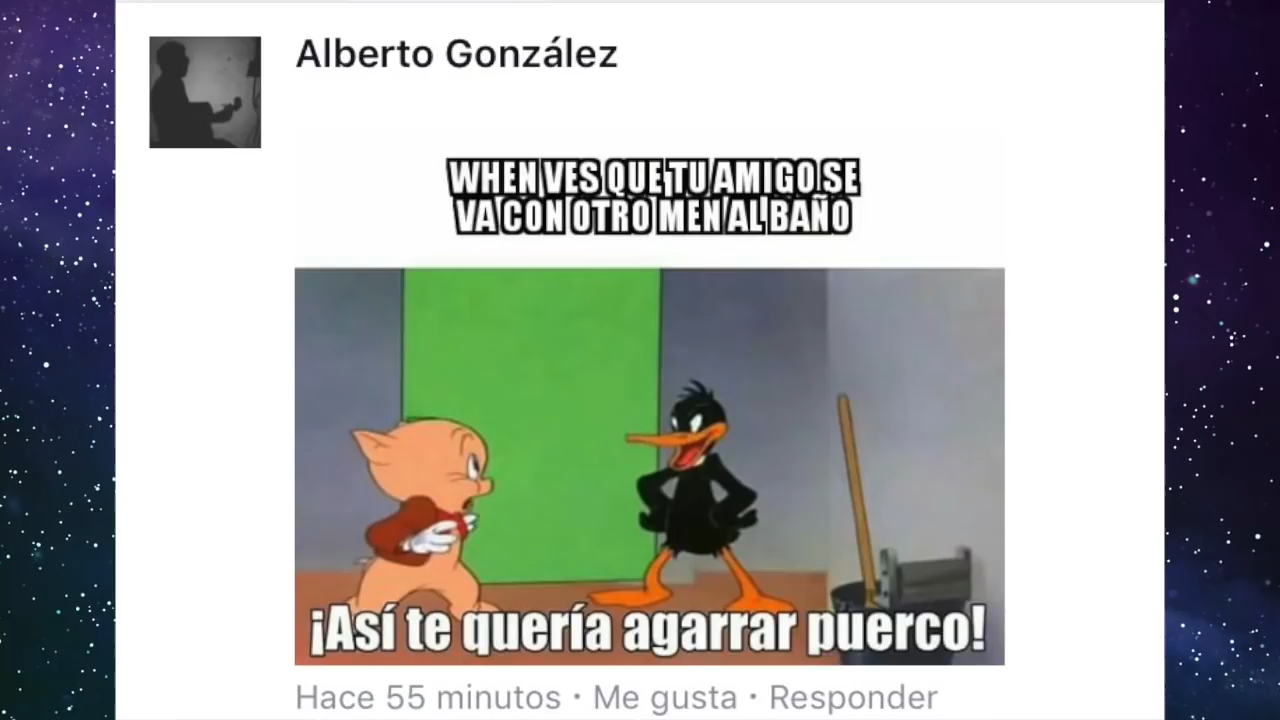 Alberto González
WHEN VES QUE TU AMIGO SE
VA CON OTRO MEN AL BAÑO
¡Así te quería agarrar puerco!
Hace 55 minutos · Me gusta · Responder